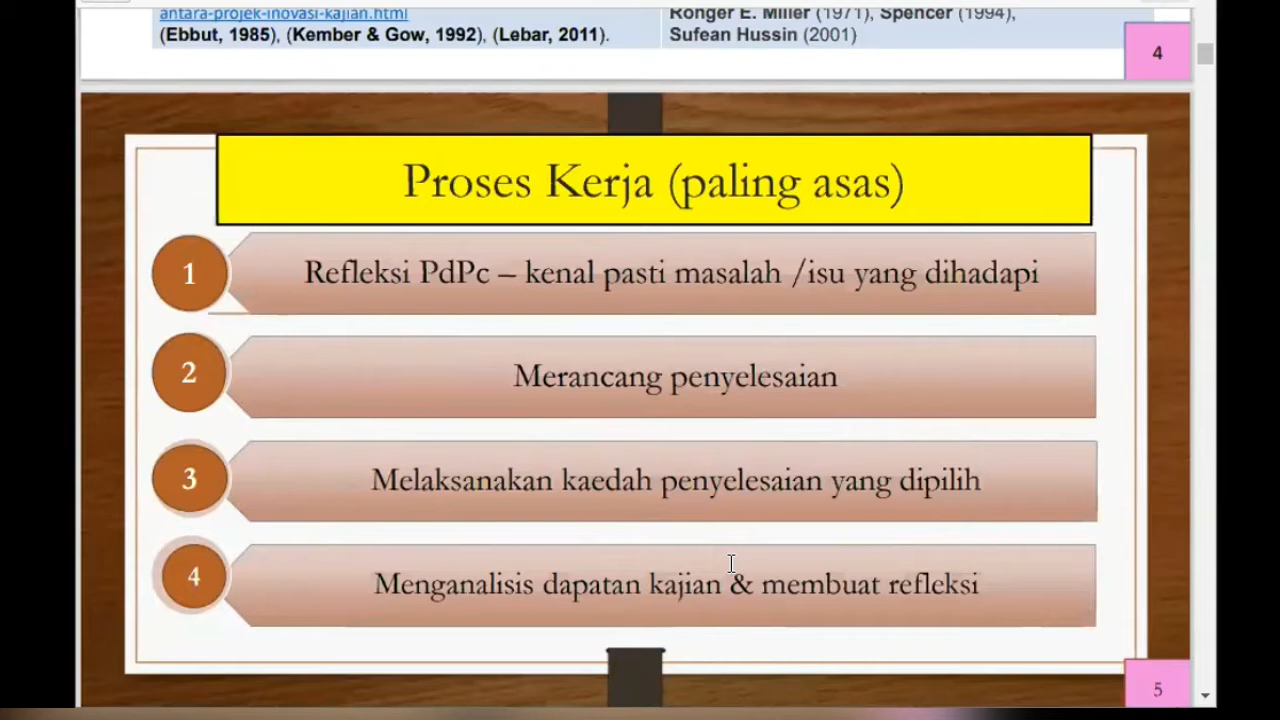 antara-projek-inovasi-kajian.html
(Ebbut, 1985), (Kember & Gow, 1992), (Lebar, 2011).
Ronger E. Miller (1971), Spencer (1994),
Sufean Hussin (2001)
4
Proses Kerja (paling asas)
1
Refleksi PdPc – kenal pasti masalah /isu yang dihadapi
2
Merancang penyelesaian
3
Melaksanakan kaedah penyelesaian yang dipilih
4
Menganalisis dapatan kajian & membuat refleksi
5